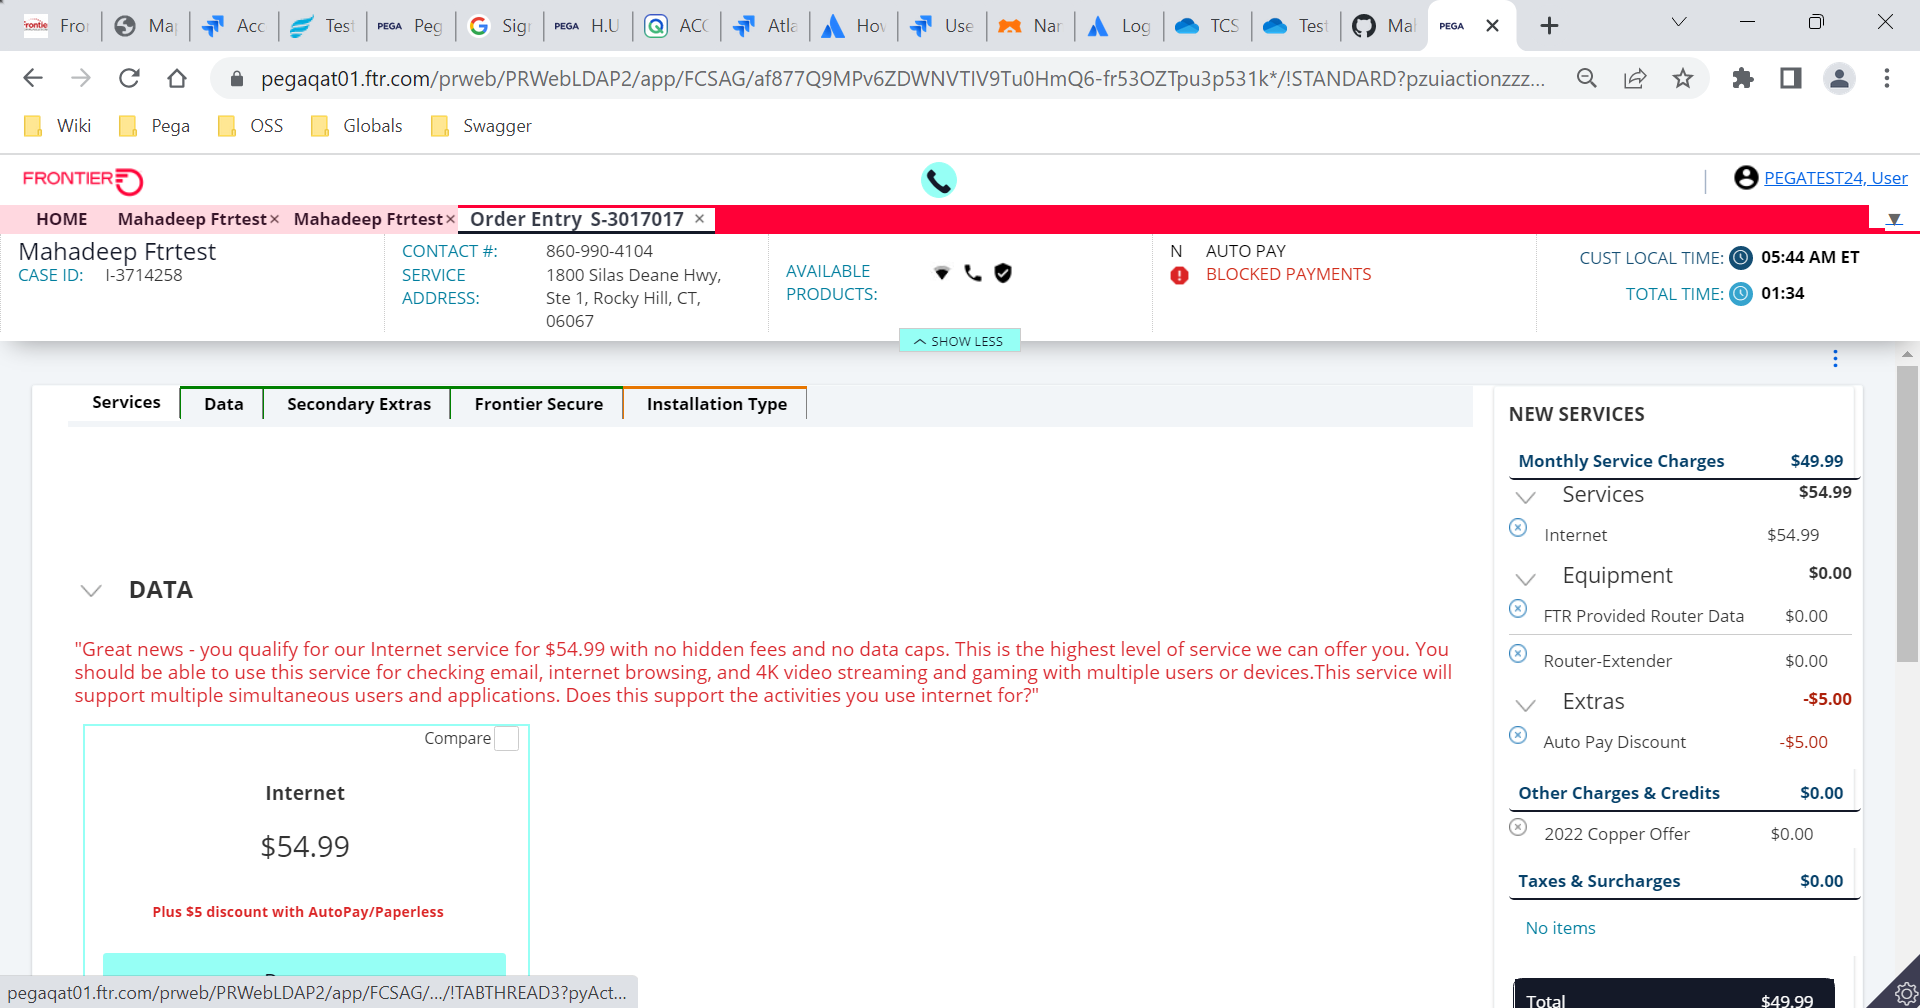 Fro
Ma
Acc
Test
PEGA Peg
Sig
PEGA H.U
ACC
Atla
Hov
Use
Nar
Log
TCS
Test
Ma
PEGA
pegaqat01.ftr.com/prweb/PRWebLDAP2/app/FCSAG/af877Q9MPv6ZDWNVTIV9Tu0HmQ6-fr53OZTpu3p531k*/!STANDARD?pzuiactionzzz...
Wiki
Pega
OSS
Globals
Swagger
FRONTIER
PEGATEST24, User
HOME
Mahadeep Ftrtest×
Mahadeep Ftrtest×
Order Entry S-3017017 ×
Mahadeep Ftrtest
CASE ID: I-3714258
CONTACT #: 860-990-4104
SERVICE ADDRESS:
1800 Silas Deane Hwy,
Ste 1, Rocky Hill, CT,
06067
AVAILABLE
PRODUCTS:
N AUTO PAY
BLOCKED PAYMENTS
CUST LOCAL TIME: 05:44 AM ET
TOTAL TIME: 01:34
SHOW LESS
Services
Data
Secondary Extras
Frontier Secure
Installation Type
DATA
"Great news - you qualify for our Internet service for $54.99 with no hidden fees and no data caps. This is the highest level of service we can offer you. You
should be able to use this service for checking email, internet browsing, and 4K video streaming and gaming with multiple users or devices.This service will
support multiple simultaneous users and applications. Does this support the activities you use internet for?"
Compare
Internet
$54.99
Plus $5 discount with AutoPay/Paperless
NEW SERVICES
Monthly Service Charges $49.99
Services $54.99
Internet $54.99
Equipment $0.00
FTR Provided Router Data $0.00
Router-Extender $0.00
Extras -$5.00
Auto Pay Discount -$5.00
Other Charges & Credits $0.00
2022 Copper Offer $0.00
Taxes & Surcharges $0.00
No items
Total $49.99
pegaqat01.ftr.com/prweb/PRWebLDAP2/app/FCSAG/.../!TABTHREAD3?pyAct...